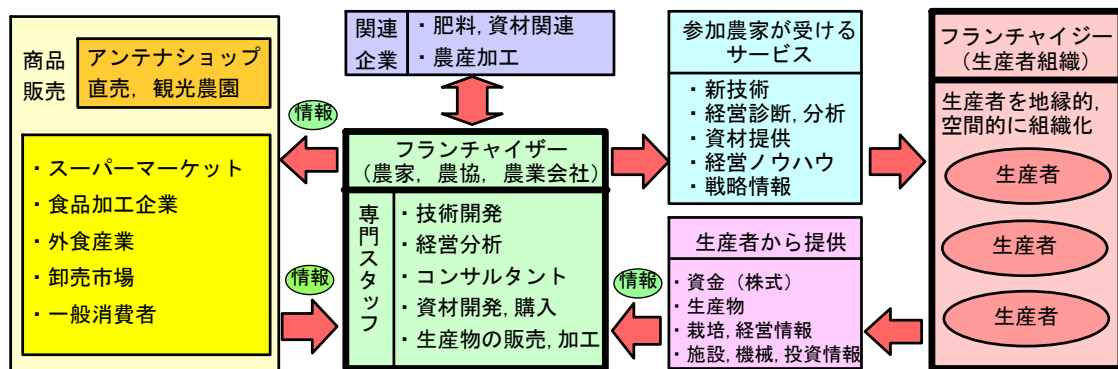 商品
販売
アンテナショップ
直売, 観光農園
・スーパーマーケット
・食品加工企業
・外食産業
・卸売市場
・一般消費者
情報
情報
関連
企業
・肥料, 資材関連
・農産加工
フランチャイザー
(農家, 農協, 農業会社)
専門スタッフ
・技術開発
・経営分析
・コンサルタント
・資材開発, 購入
・生産物の販売, 加工
情報
参加農家が受ける
サービス
・新技術
・経営診断, 分析
・資材提供
・経営ノウハウ
・戦略情報
生産者から提供
・資金（株式）
・生産物
・栽培, 経営情報
・施設, 機械, 投資情報
フランチャイジー
(生産者組織)
生産者を地縁的,
空間的に組織化
生産者
生産者
生産者